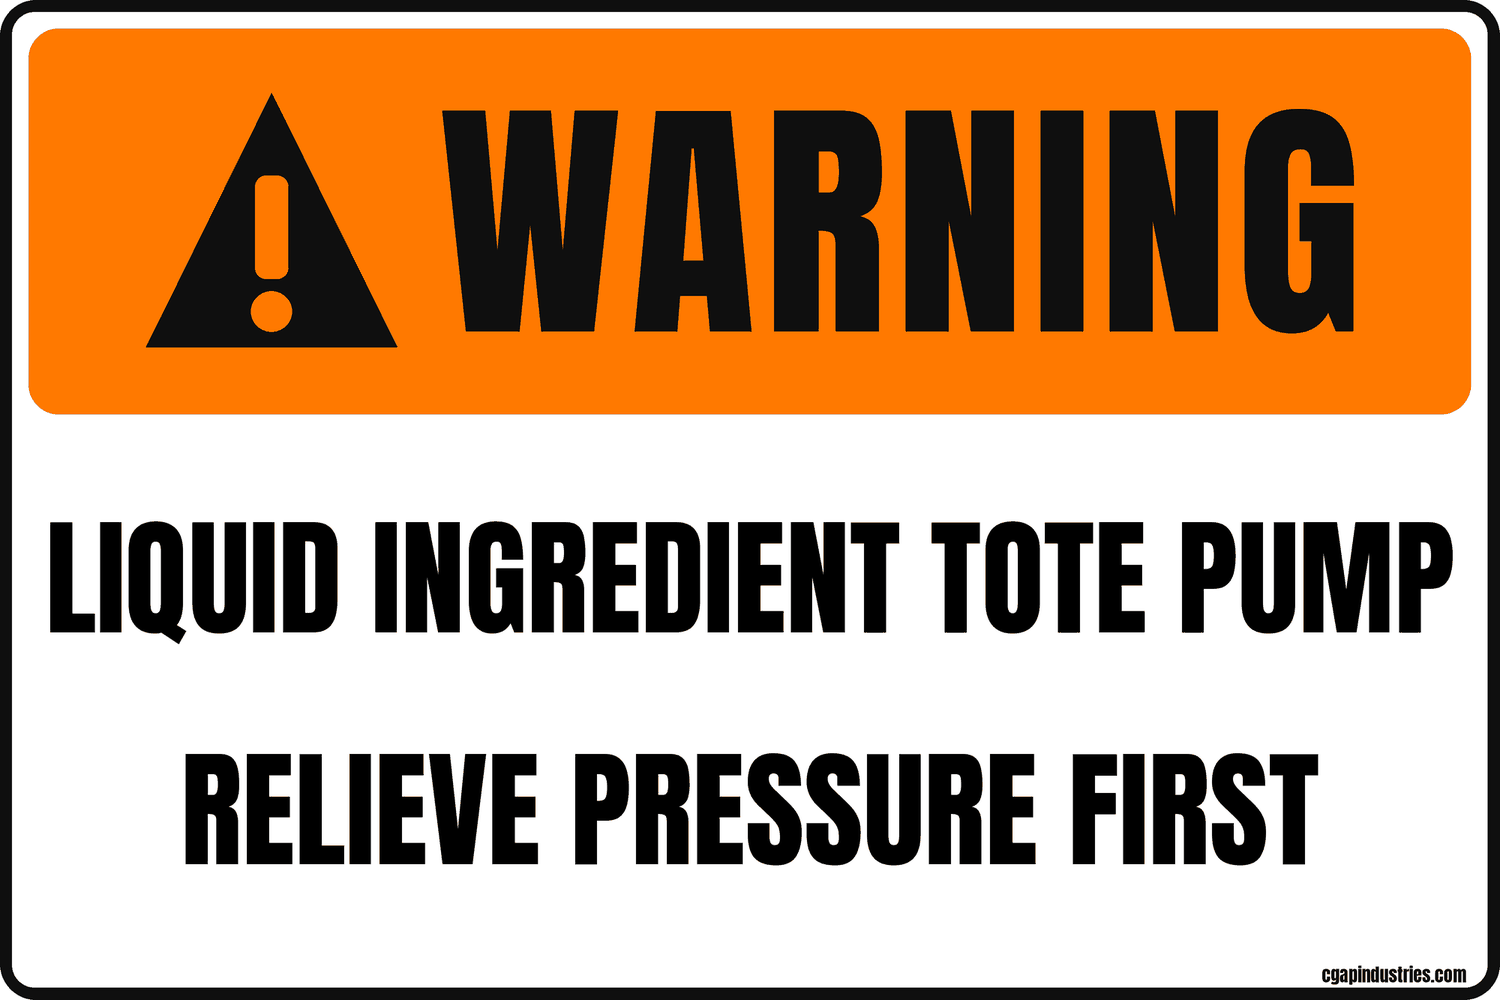 WARNING
LIQUID INGREDIENT TOTE PUMP
RELIEVE PRESSURE FIRST
cgapindustries.com